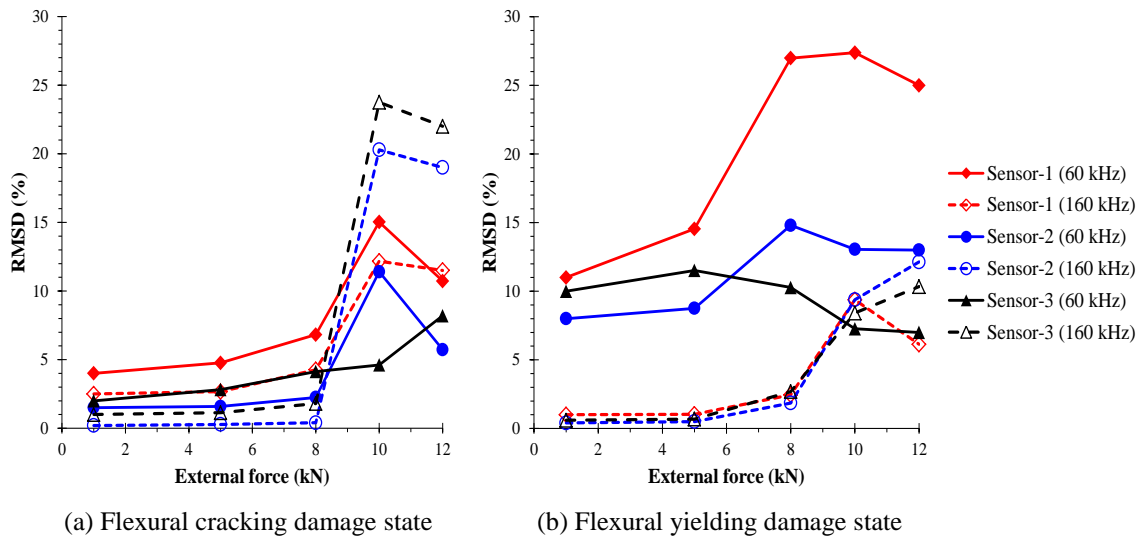 30
25
20
15
10
5
0
RMSD (%)
0 2 4 6 8 10 12
External force (kN)
(a) Flexural cracking damage state
30
25
20
15
10
5
0
RMSD (%)
0 2 4 6 8 10 12
External force (kN)
(b) Flexural yielding damage state
Sensor-1 (60 kHz)
Sensor-1 (160 kHz)
Sensor-2 (60 kHz)
Sensor-2 (160 kHz)
Sensor-3 (60 kHz)
Sensor-3 (160 kHz)